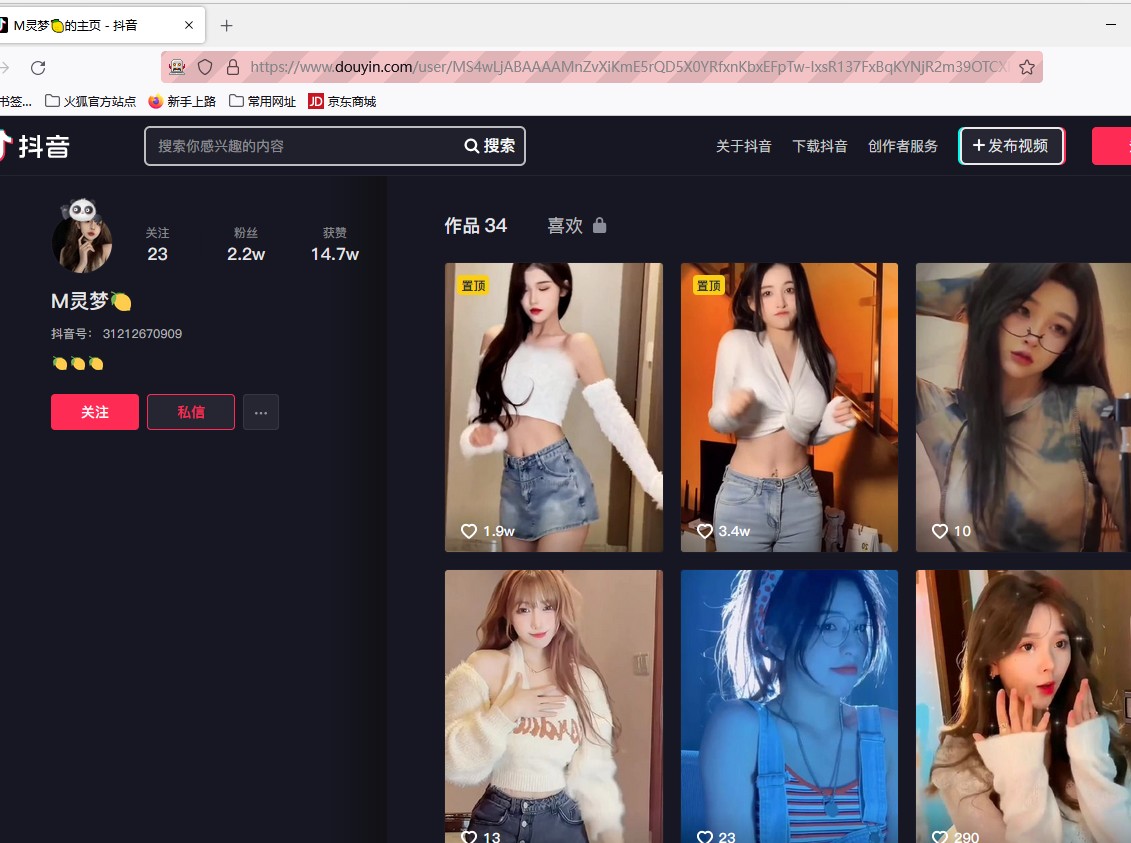 M灵梦🍋的主页 - 抖音
https://www.douyin.com/user/MS4wLjABAAAAMnZvXiKmE5rQD5X0YRfxnKbxEFpTw-IxsR137FxBqKYNjR2m39OTCX
书签... 火狐官方站点 新手上路 常用网址 JD 京东商城
抖音 搜索你感兴趣的内容 搜索 关于抖音 下载抖音 创作者服务 +发布视频
关注 粉丝 获赞
23 2.2w 14.7w
M灵梦🍋
抖音号: 31212670909
🍋🍋🍋
关注 私信 ...
作品 34 喜欢
置顶 置顶
1.9w 3.4w 10
13 23 290